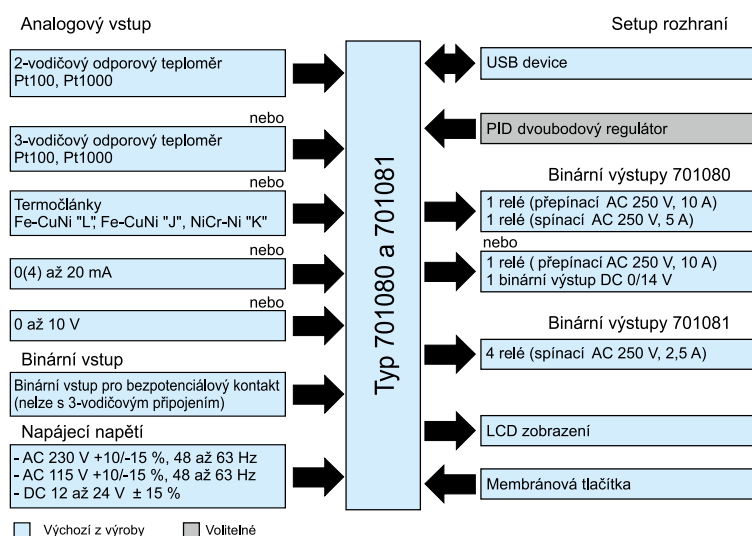 Analogový vstup
2-vodičový odporový teploměr
Pt100, Pt1000
nebo
3-vodičový odporový teploměr
Pt100, Pt1000
nebo
Termočlánky
Fe-CuNi "L", Fe-CuNi "J", NiCr-Ni "K"
nebo
0(4) až 20 mA
nebo
0 až 10 V
Binární vstup
Binární vstup pro bezpotenciálový kontakt
(nelze s 3-vodičovým připojením)
Napájecí napětí
- AC 230 V +10/-15 %, 48 až 63 Hz
- AC 115 V +10/-15 %, 48 až 63 Hz
- DC 12 až 24 V ± 15 %
Typ 701080 a 701081
Setup rozhraní
USB device
PID dvoubodový regulátor
Binární výstupy 701080
1 relé (přepínací AC 250 V, 10 A)
1 relé (spínací AC 250 V, 5 A)
nebo
1 relé ( přepínací AC 250 V, 10 A)
1 binární výstup DC 0/14 V
Binární výstupy 701081
4 relé (spínací AC 250 V, 2,5 A)
LCD zobrazení
Membránová tlačítka
Výchozí z výroby
Volitelné